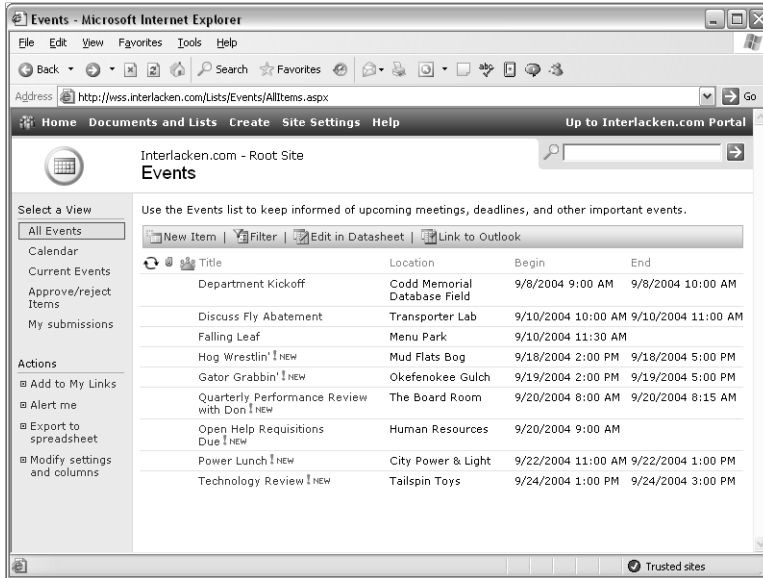 Events - Microsoft Internet Explorer
File Edit View Favorites Tools Help
Back Search Favorites
Address http://wss.interlacken.com/Lists/Events/AllItems.aspx Go
Home Documents and Lists Create Site Settings Help Up to Interlacken.com Portal
Interlacken.com - Root Site
Events
Select a View
All Events
Calendar
Current Events
Approve/reject
Items
My submissions
Actions
Add to My Links
Alert me
Export to
spreadsheet
Modify settings
and columns
Use the Events list to keep informed of upcoming meetings, deadlines, and other important events.
New Item | Filter | Edit in Datasheet | Link to Outlook
Title Location Begin End
Department Kickoff Codd Memorial 9/8/2004 9:00 AM 9/8/2004 10:00 AM
Database Field
Discuss Fly Abatement Transporter Lab 9/10/2004 10:00 AM 9/10/2004 11:00 AM
Falling Leaf Menu Park 9/10/2004 11:30 AM
Hog Wrestlin' ! NEW Mud Flats Bog 9/18/2004 2:00 PM 9/18/2004 5:00 PM
Gator Grabbin' ! NEW Okefenokee Gulch 9/19/2004 2:00 PM 9/19/2004 5:00 PM
Quarterly Performance Review The Board Room 9/20/2004 8:00 AM 9/20/2004 8:15 AM
with Don ! NEW
Open Help Requisitions Human Resources 9/20/2004 9:00 AM
Due ! NEW
Power Lunch ! NEW City Power & Light 9/22/2004 11:00 AM 9/22/2004 1:00 PM
Technology Review ! NEW Tailspin Toys 9/24/2004 1:00 PM 9/24/2004 3:00 PM
Trusted sites